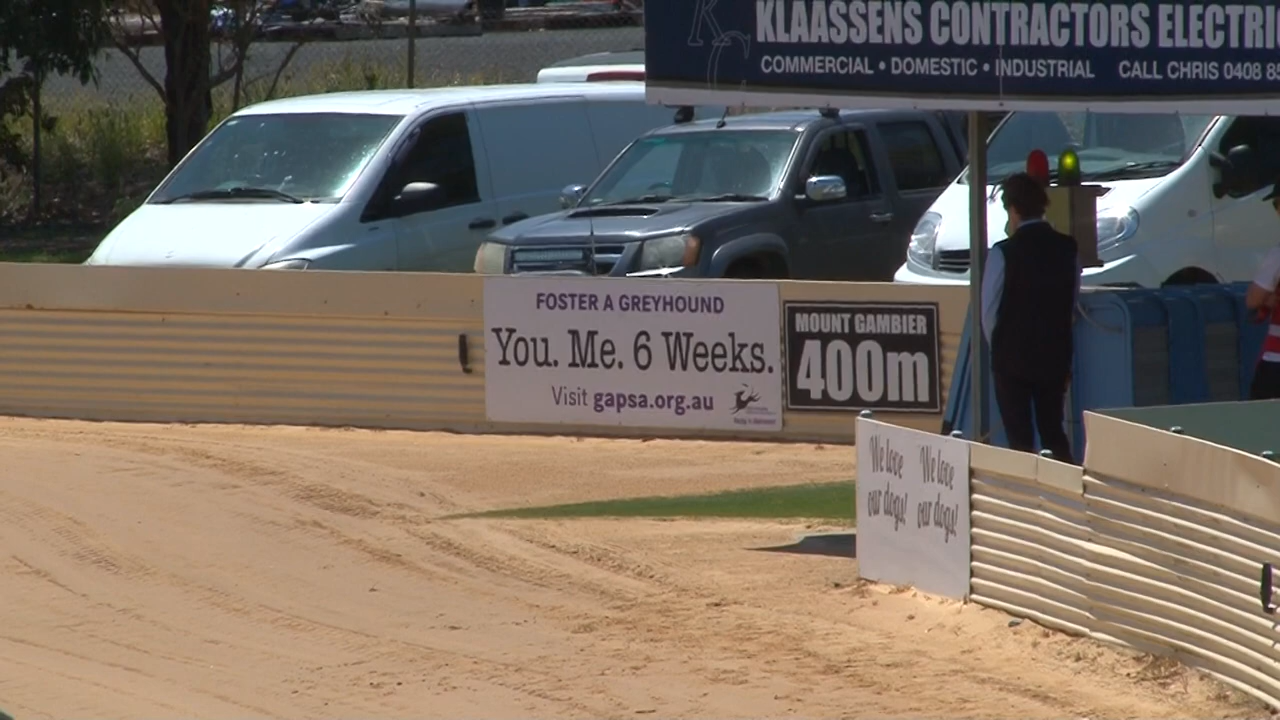 KLAASSENS CONTRACTORS ELECTRI
COMMERCIAL • DOMESTIC • INDUSTRIAL CALL CHRIS 0408 8
FOSTER A GREYHOUND
You. Me. 6 Weeks.
Visit gapsa.org.au
MOUNT GAMBIER
400m
We love our dogs!
We love our dogs!